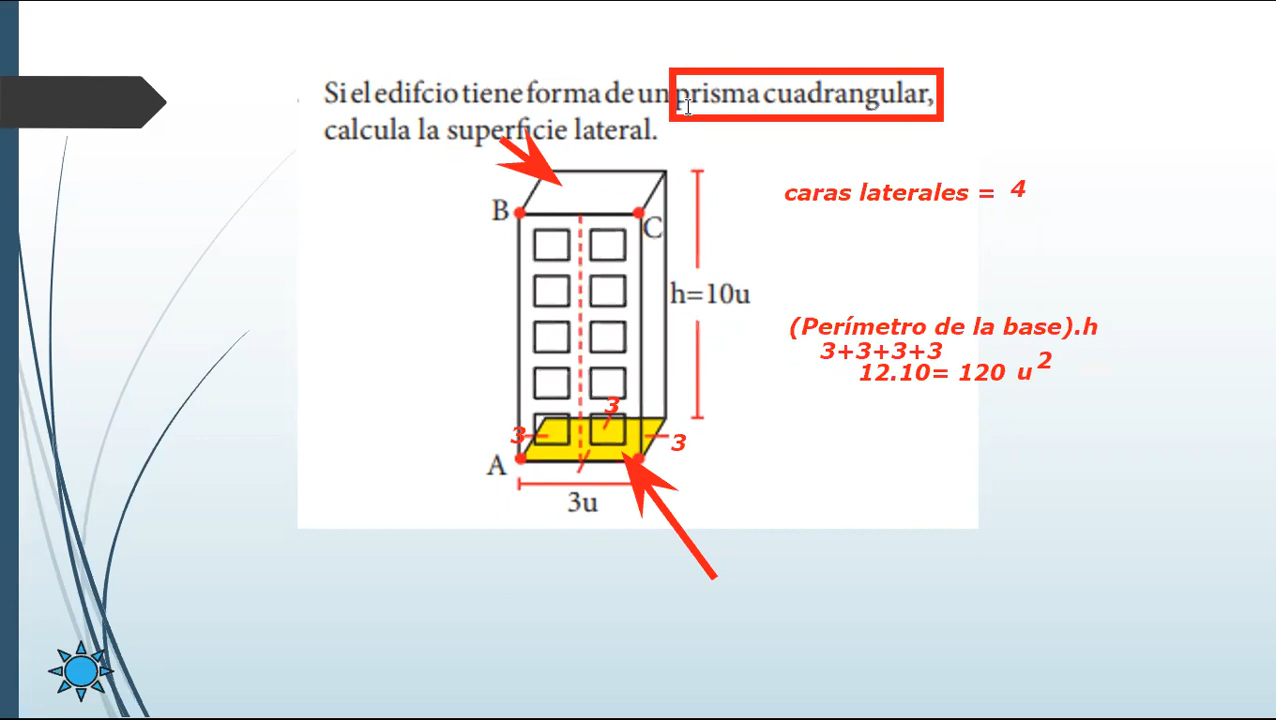 Si el edifcio tiene forma de un prisma cuadrangular,
calcula la superficie lateral.
caras laterales = 4
B
C
h=10u
(Perímetro de la base).h
3+3+3+3
12.10= 120 u²
3
3
3
A
3u